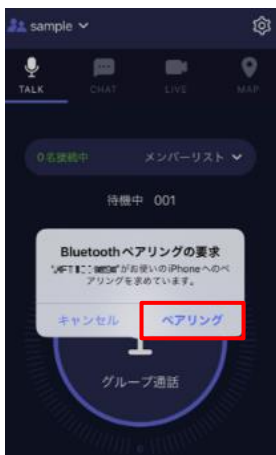 sample
TALK
CHAT
LIVE
MAP
0名接続中
メンバーリスト
待機中 001
Bluetoothペアリングの要求
がお使いのiPhoneへのペ
アリングを求めています。
キャンセル
ペアリング
グループ通話